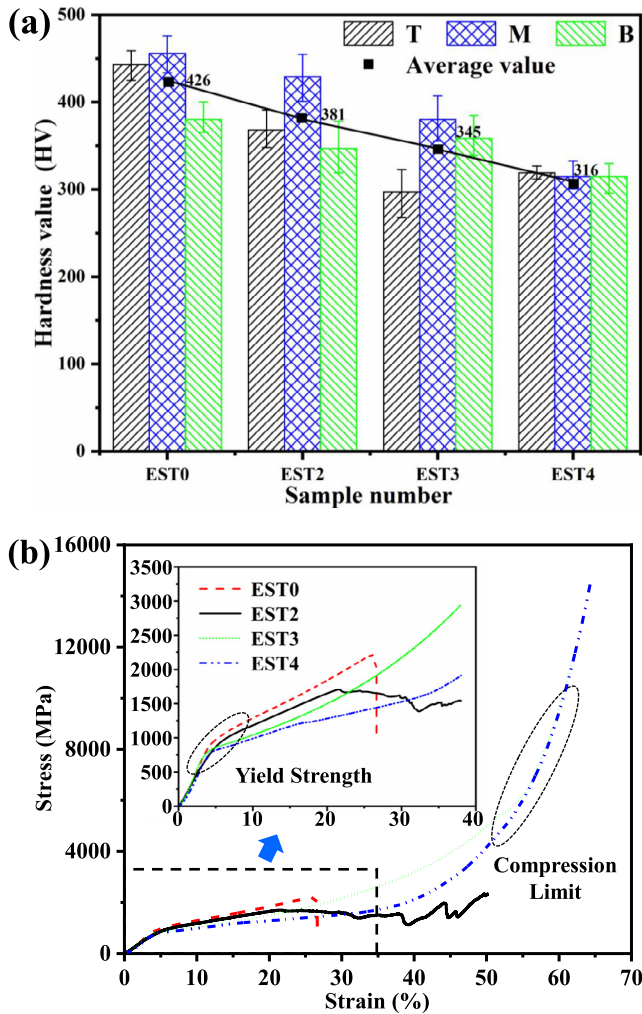 (a)
500
400
300
200
100
0
Hardness value (HV)
T M B
Average value
426
381
345
316
EST0 EST2 EST3 EST4
Sample number
(b)
16000
12000
8000
4000
0
Stress (MPa)
3500
3000
2500
2000
1500
1000
500
0
EST0
EST2
EST3
EST4
Yield Strength
0 10 20 30 40
Compression
Limit
0 10 20 30 40 50 60 70
Strain (%)